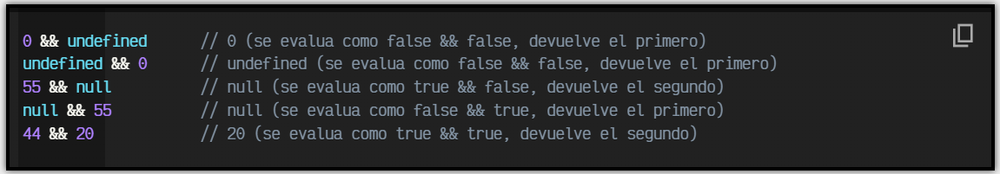 0 && undefined      // 0 (se evalua como false && false, devuelve el primero)
undefined && 0      // undefined (se evalua como false && false, devuelve el primero)
55 && null          // null (se evalua como true && false, devuelve el segundo)
null && 55          // null (se evalua como false && true, devuelve el primero)
44 && 20            // 20 (se evalua como true && true, devuelve el segundo)